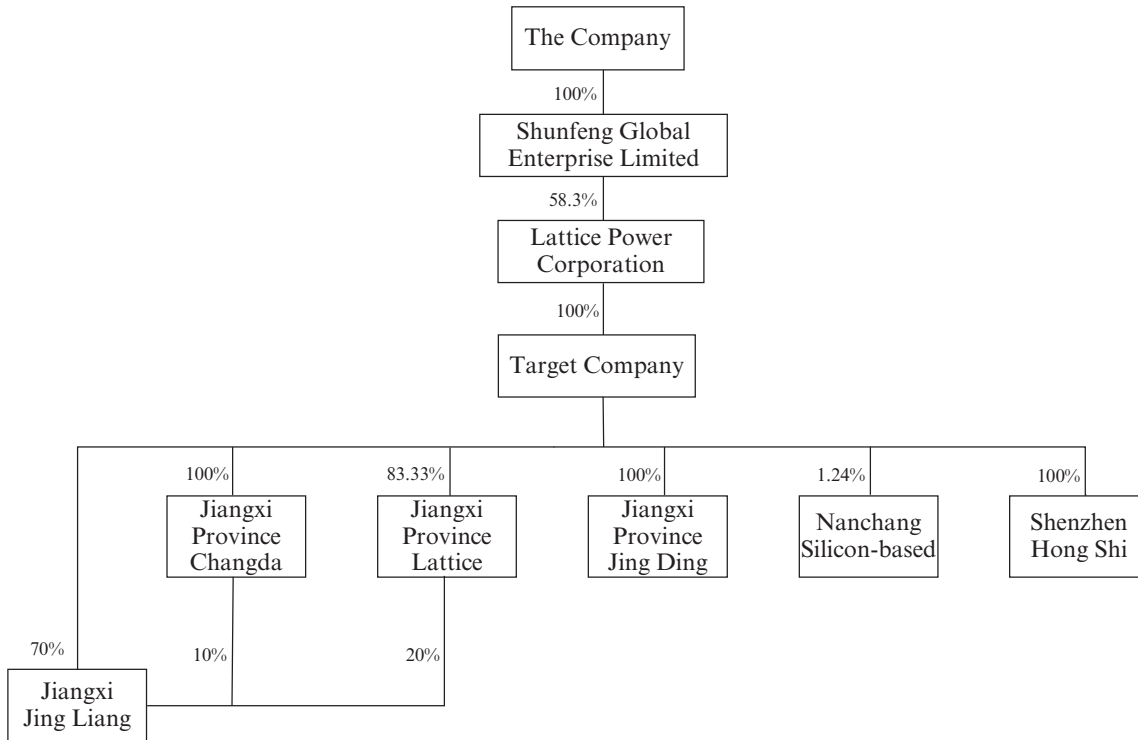 The Company
100%
Shunfeng Global
Enterprise Limited
58.3%
Lattice Power
Corporation
100%
Target Company
100%
83.33%
100%
1.24%
100%
Jiangxi
Province
Changda
Jiangxi
Province
Lattice
Jiangxi
Province
Jing Ding
Nanchang
Silicon-based
Shenzhen
Hong Shi
70%
10%
20%
Jiangxi
Jing Liang